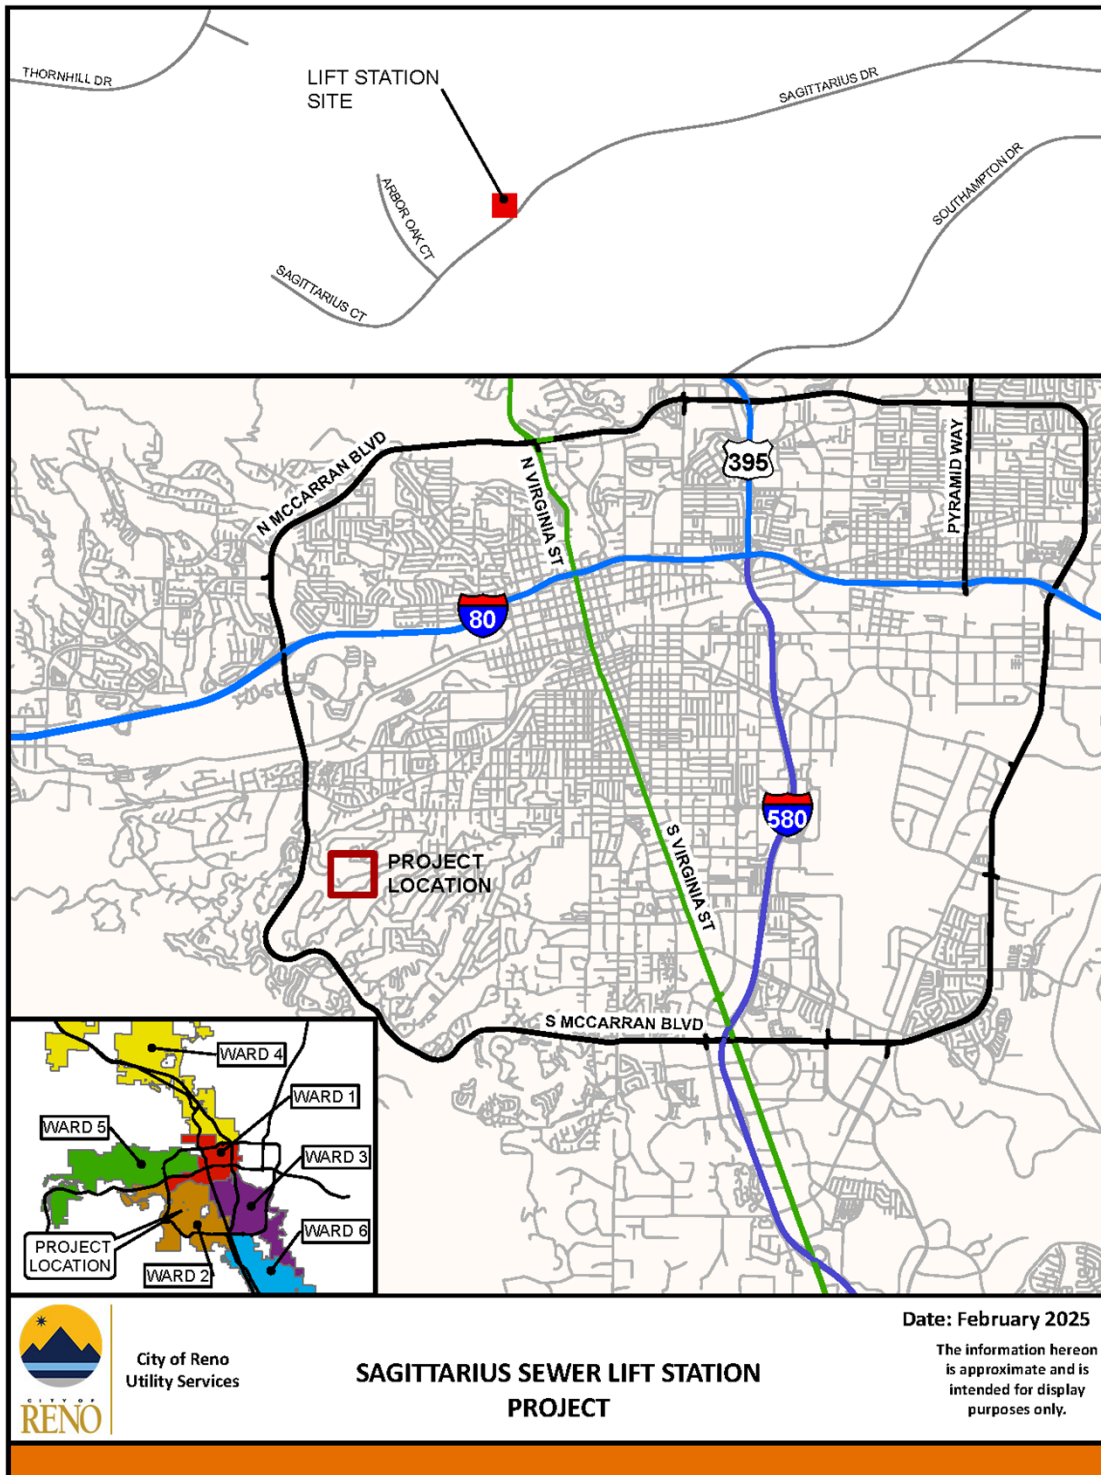 THORNHILL DR
LIFT STATION
SITE
SAGITTARIUS DR
SOUTHAMPTON DR
ARBOR OAK CT
SAGITTARIUS CT
N MCCARRAN BLVD
N VIRGINIA ST
395
PYRAMID WAY
80
580
PROJECT
LOCATION
S VIRGINIA ST
S MCCARRAN BLVD
WARD 4
WARD 1
WARD 5
WARD 3
WARD 6
PROJECT
LOCATION
WARD 2
CITY OF
RENO
City of Reno
Utility Services
SAGITTARIUS SEWER LIFT STATION
PROJECT
Date: February 2025
The information hereon
is approximate and is
intended for display
purposes only.